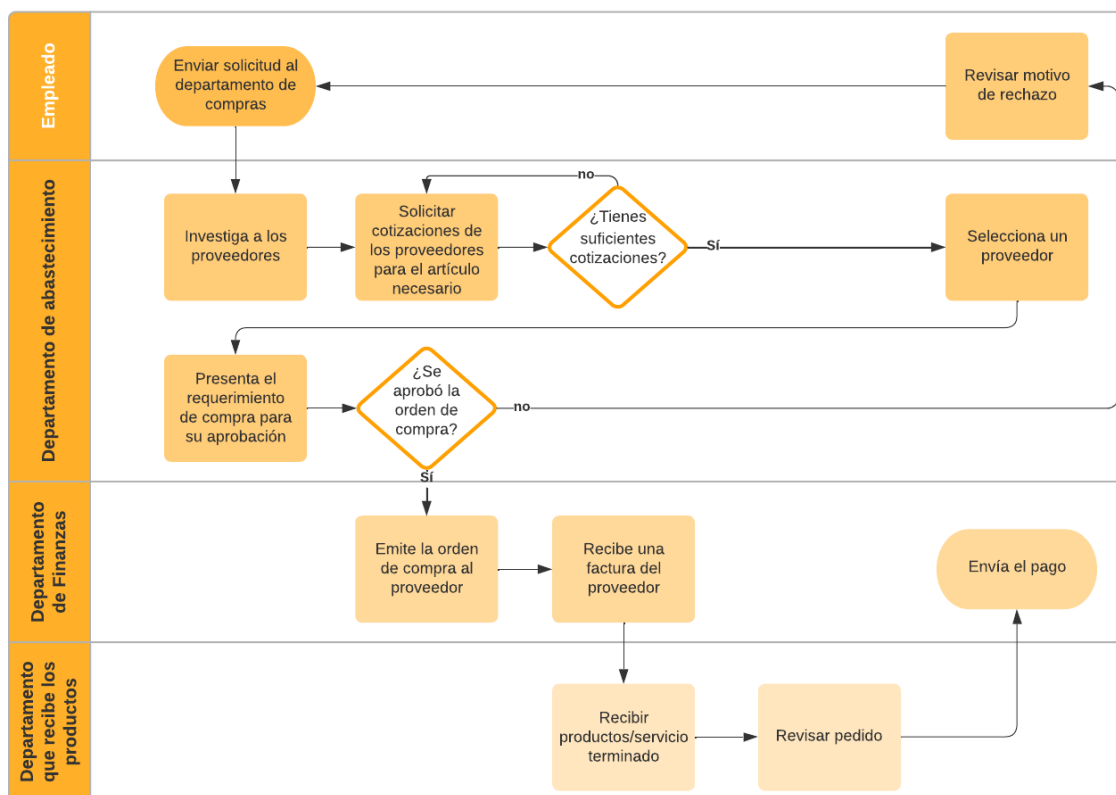 Empleado
Enviar solicitud al
departamento de
compras
Revisar motivo
de rechazo
Departamento de abastecimiento
Investiga a los
proveedores
Solicitar
cotizaciones de
los proveedores
para el artículo
necesario
no
¿Tienes
suficientes
cotizaciones?
Sí
Selecciona un
proveedor
Presenta el
requerimiento
de compra para
su aprobación
¿Se
aprobó la
orden de
compra?
no
Sí
Departamento
de Finanzas
Emite la orden
de compra al
proveedor
Recibe una
factura del
proveedor
Envía el pago
Departamento
que recibe los
productos
Recibir
productos/servicio
terminado
Revisar pedido